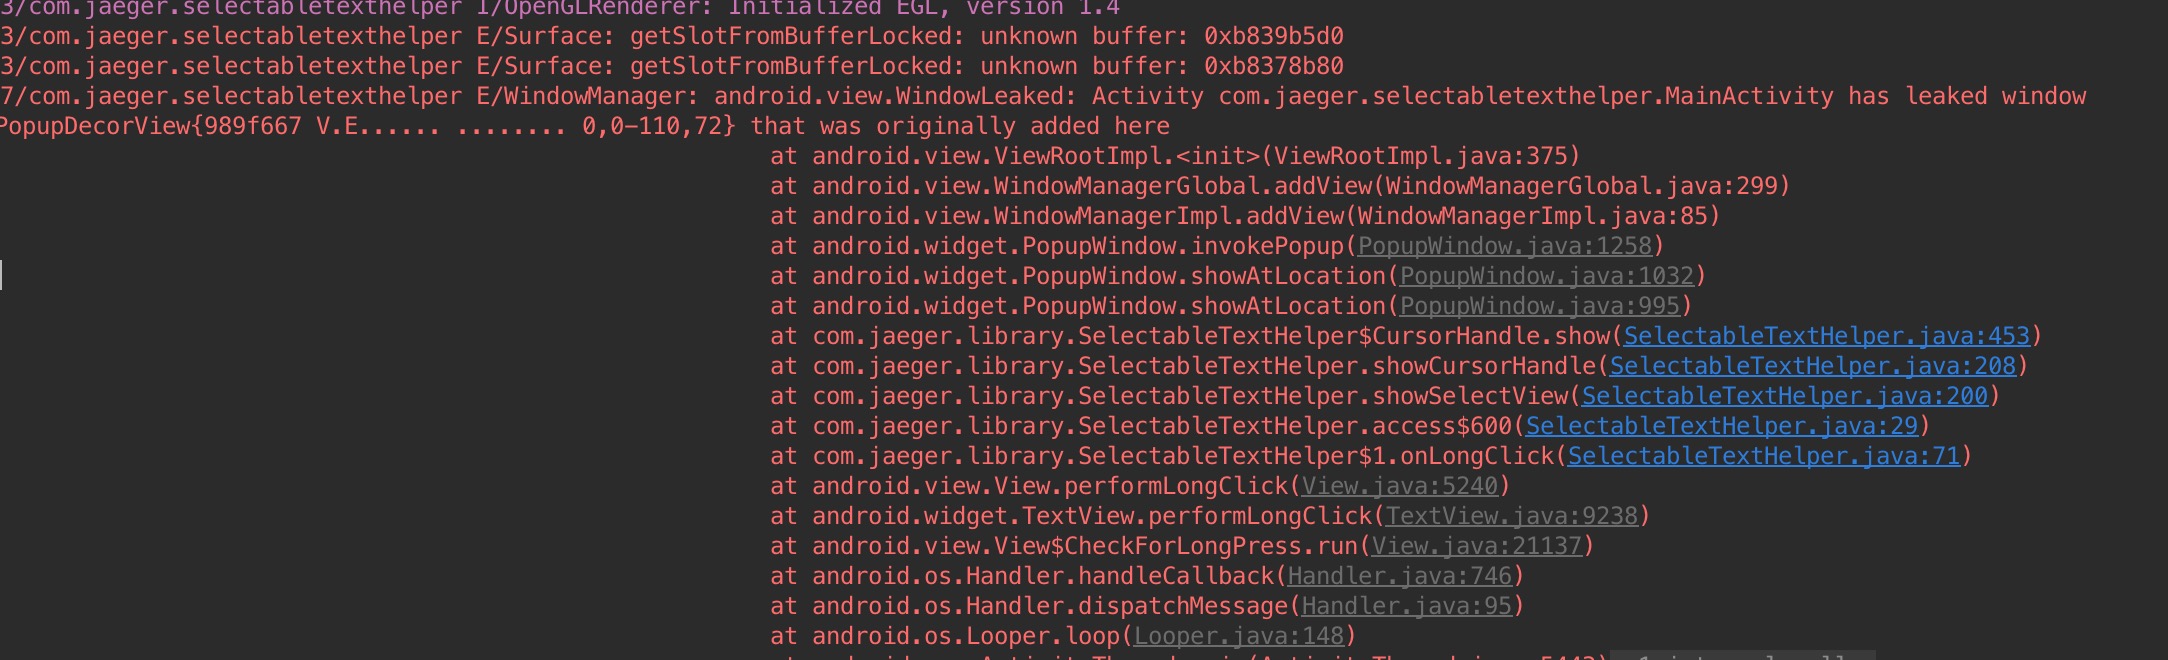 3/com.jaeger.selectabletexthelper I/OpenGLRenderer: Initialized EGL, version 1.4
3/com.jaeger.selectabletexthelper E/Surface: getSlotFromBufferLocked: unknown buffer: 0xb839b5d0
3/com.jaeger.selectabletexthelper E/Surface: getSlotFromBufferLocked: unknown buffer: 0xb8378b80
7/com.jaeger.selectabletexthelper E/WindowManager: android.view.WindowLeaked: Activity com.jaeger.selectabletexthelper.MainActivity has leaked window
PopupDecorView{989f667 V.E...... ........ 0,0-110,72} that was originally added here
at android.view.ViewRootImpl.<init>(ViewRootImpl.java:375)
at android.view.WindowManagerGlobal.addView(WindowManagerGlobal.java:299)
at android.view.WindowManagerImpl.addView(WindowManagerImpl.java:85)
at android.widget.PopupWindow.invokePopup(PopupWindow.java:1258)
at android.widget.PopupWindow.showAtLocation(PopupWindow.java:1032)
at android.widget.PopupWindow.showAtLocation(PopupWindow.java:995)
at com.jaeger.library.SelectableTextHelper$CursorHandle.show(SelectableTextHelper.java:453)
at com.jaeger.library.SelectableTextHelper.showCursorHandle(SelectableTextHelper.java:208)
at com.jaeger.library.SelectableTextHelper.showSelectView(SelectableTextHelper.java:200)
at com.jaeger.library.SelectableTextHelper.access$600(SelectableTextHelper.java:29)
at com.jaeger.library.SelectableTextHelper$1.onLongClick(SelectableTextHelper.java:71)
at android.view.View.performLongClick(View.java:5240)
at android.widget.TextView.performLongClick(TextView.java:9238)
at android.view.View$CheckForLongPress.run(View.java:21137)
at android.os.Handler.handleCallback(Handler.java:746)
at android.os.Handler.dispatchMessage(Handler.java:95)
at android.os.Looper.loop(Looper.java:148)